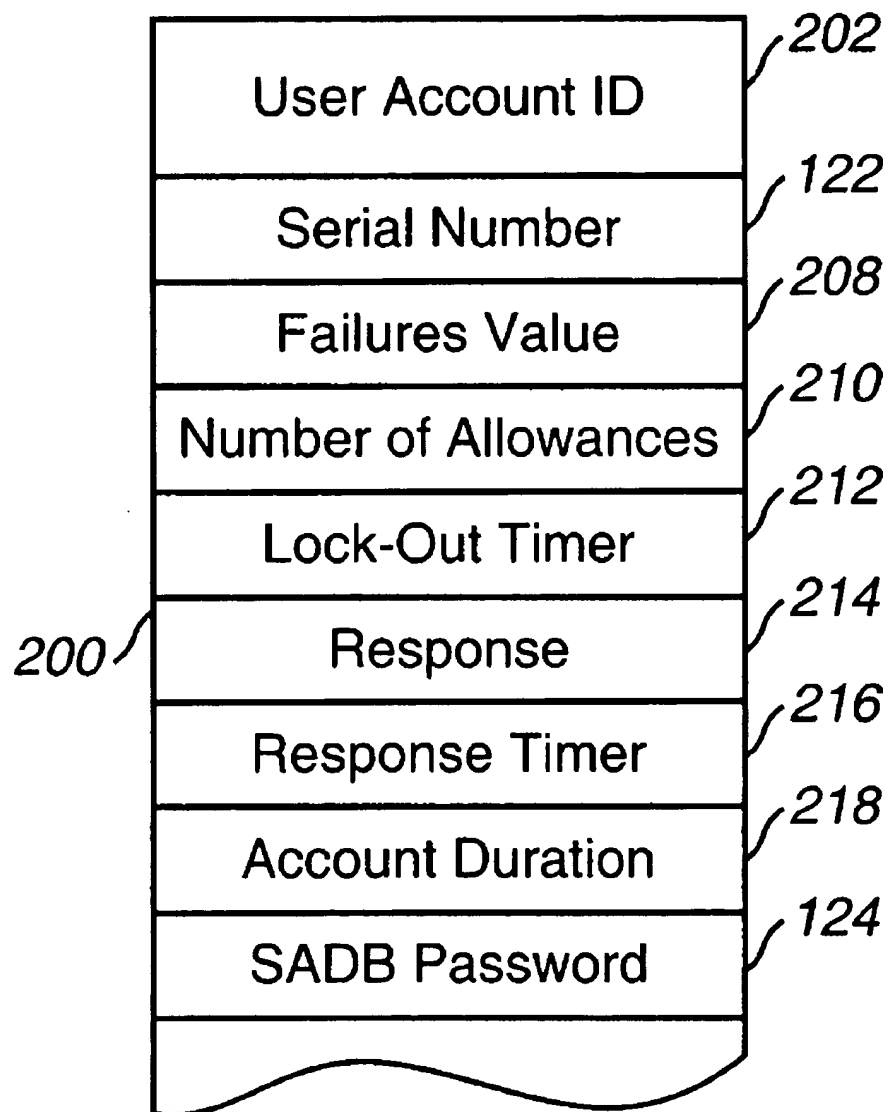 202
User Account ID
122
Serial Number
208
Failures Value
210
Number of Allowances
212
Lock-Out Timer
214
200
Response
216
Response Timer
218
Account Duration
124
SADB Password